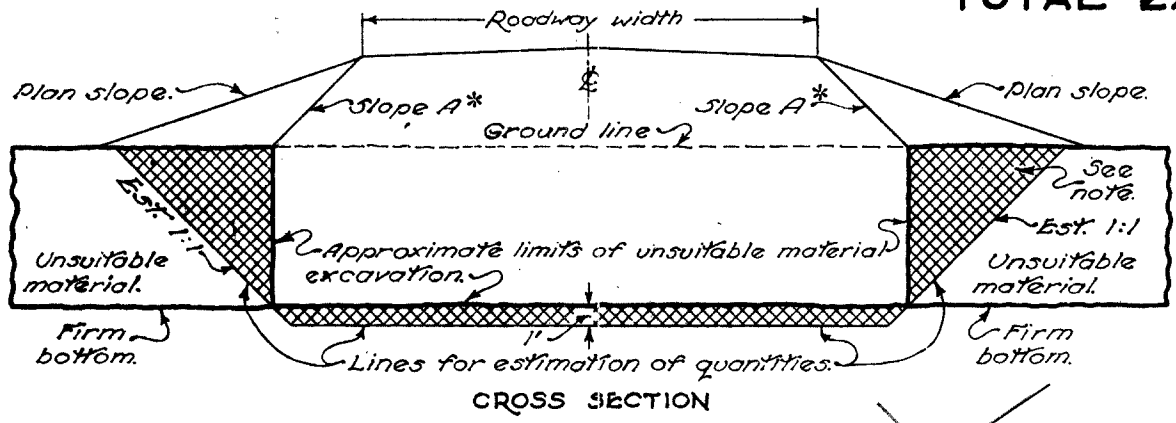 TOTAL
Roadway width
℄
Plan slope.
Slope A*
Slope A*
Plan slope.
Ground line
See
note.
Est. 1:1
Est. 1:1
Approximate limits of unsuitable material
excavation.
Unsuitable
material.
Unsuitable
material.
1'
Firm
bottom.
Firm
bottom.
Lines for estimation of quantities.
CROSS SECTION